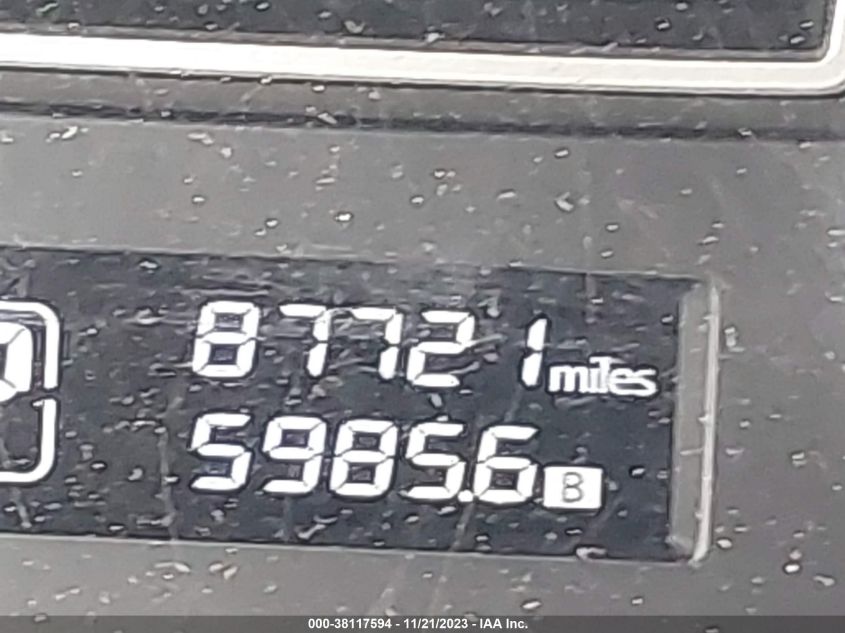 87721 miles
5985.6 B
000-38117594 - 11/21/2023 - IAA Inc.